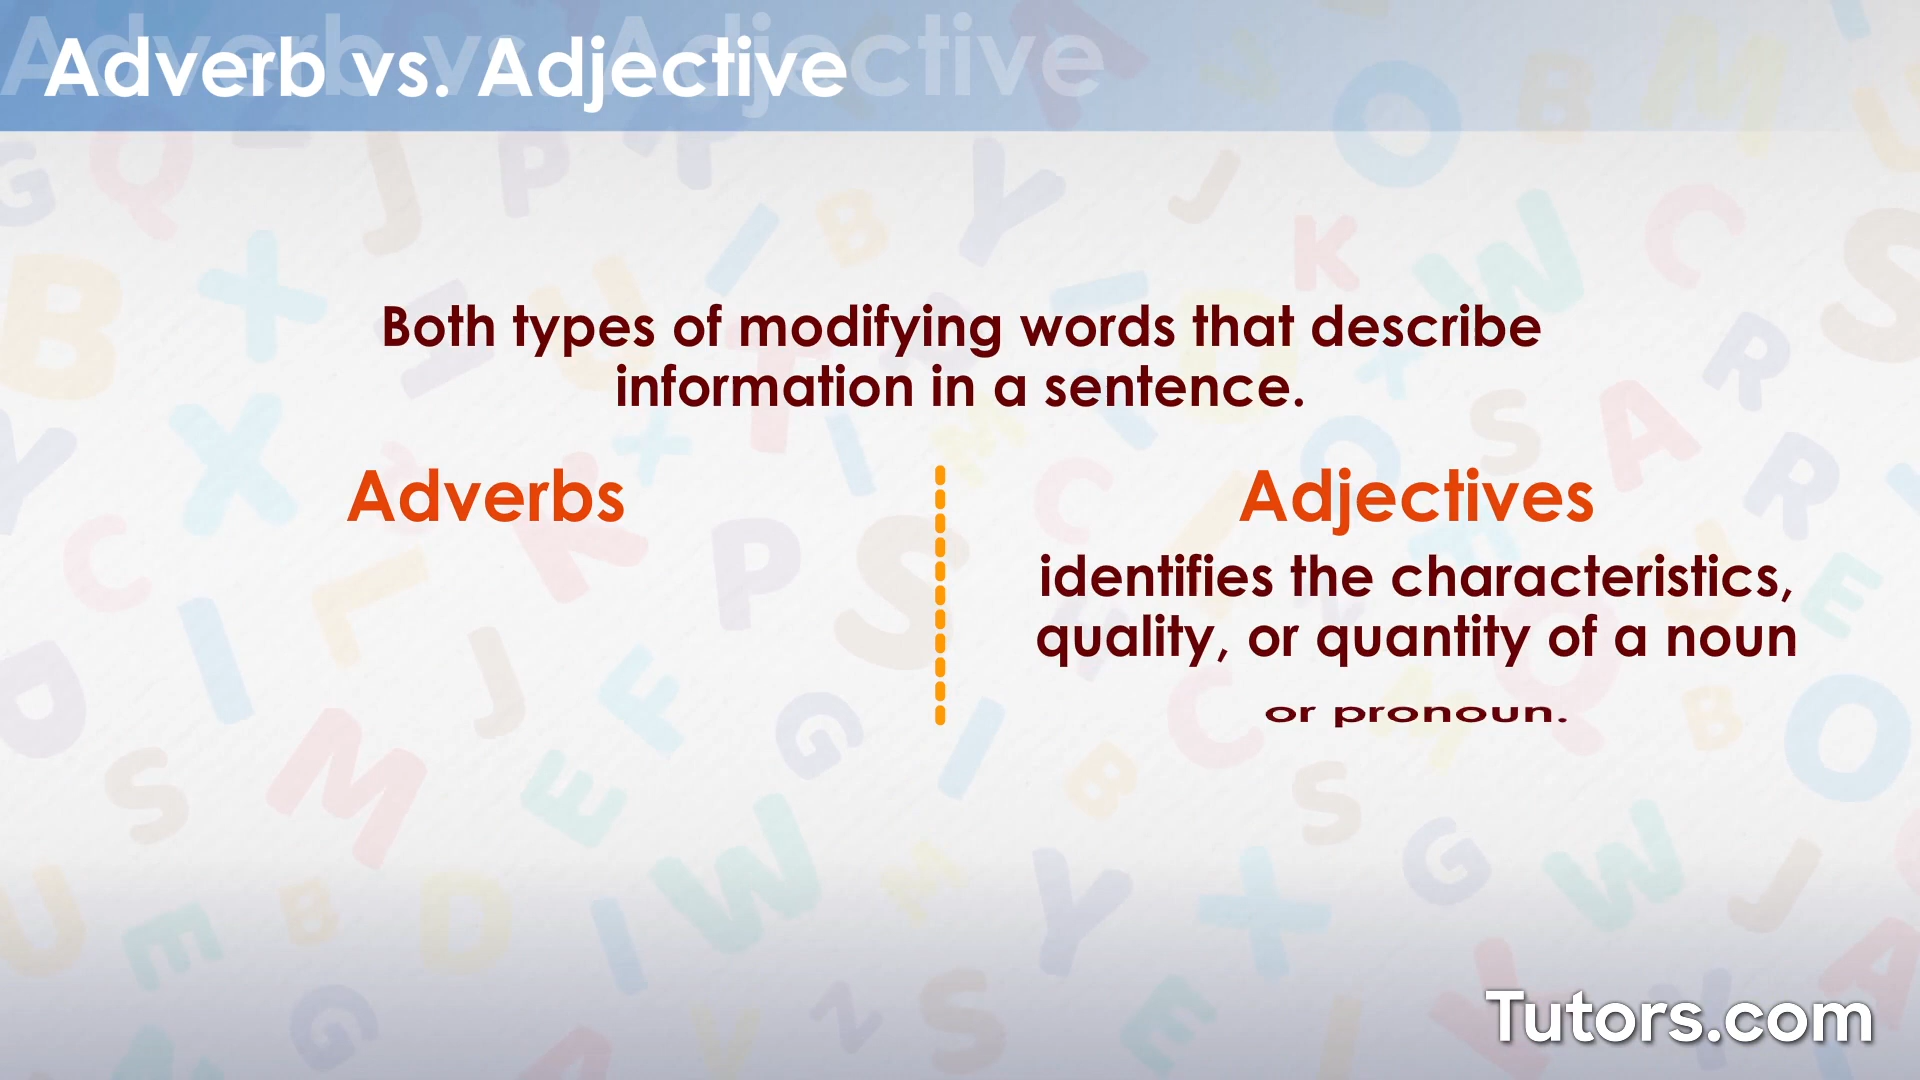 Adverb vs. Adjective
Both types of modifying words that describe
information in a sentence.
Adverbs
Adjectives
identifies the characteristics,
quality, or quantity of a noun
or pronoun.
Tutors.com